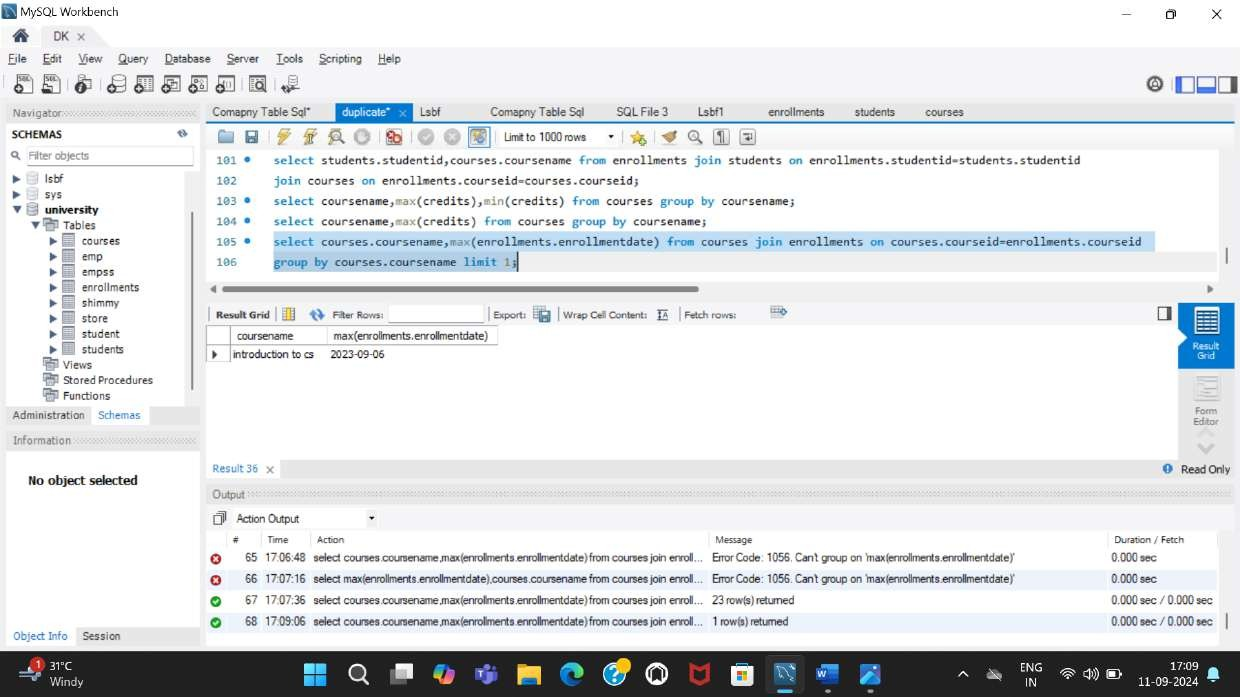 MySQL Workbench
DK
File Edit View Query Database Server Tools Scripting Help
Navigator
SCHEMAS
Filter objects
lsbf
sys
university
Tables
courses
emp
empss
enrollments
shimmy
store
student
students
Views
Stored Procedures
Functions
Administration Schemas
Information
No object selected
Object Info Session
Comapny Table Sql* duplicate* Lsbf Comapny Table Sql SQL File 3 Lsbf1 enrollments students courses
Limit to 1000 rows
101 select students.studentid,courses.coursename from enrollments join students on enrollments.studentid=students.studentid
102 join courses on enrollments.courseid=courses.courseid;
103 select coursename,max(credits),min(credits) from courses group by coursename;
104 select coursename,max(credits) from courses group by coursename;
105 select courses.coursename,max(enrollments.enrollmentdate) from courses join enrollments on courses.courseid=enrollments.courseid
106 group by courses.coursename limit 1;
Result Grid Filter Rows: Export: Wrap Cell Content: Fetch rows:
coursename max(enrollments.enrollmentdate)
introduction to cs 2023-09-06
Result Grid
Form Editor
Result 36 Read Only
Output
Action Output
# Time Action Message Duration / Fetch
65 17:06:48 select courses.coursename,max(enrollments.enrollmentdate) from courses join enroll... Error Code: 1056. Can't group on 'max(enrollments.enrollmentdate)' 0.000 sec
66 17:07:16 select max(enrollments.enrollmentdate),courses.coursename from courses join enroll... Error Code: 1056. Can't group on 'max(enrollments.enrollmentdate)' 0.000 sec
67 17:07:36 select courses.coursename,max(enrollments.enrollmentdate) from courses join enroll... 23 row(s) returned 0.000 sec / 0.000 sec
68 17:09:06 select courses.coursename,max(enrollments.enrollmentdate) from courses join enroll... 1 row(s) returned 0.000 sec / 0.000 sec
1
31°C
Windy
ENG
IN
17:09
11-09-2024